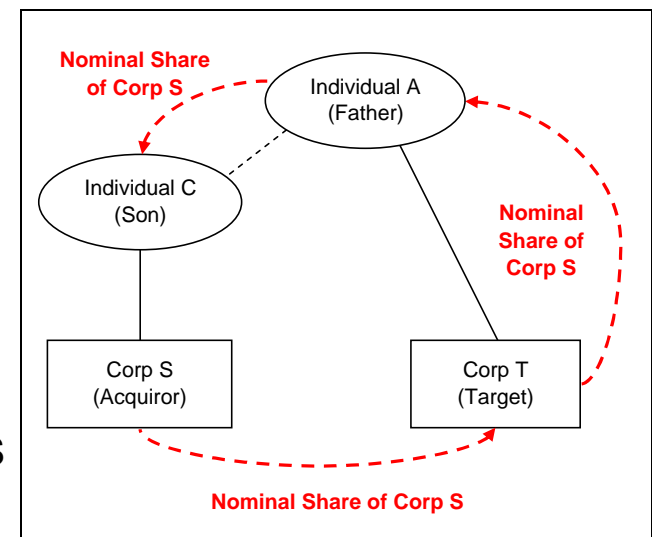 Nominal Share
of Corp S
Individual A
(Father)
Individual C
(Son)
Nominal
Share of
Corp S
Corp S
(Acquiror)
Corp T
(Target)
s
Nominal Share of Corp S